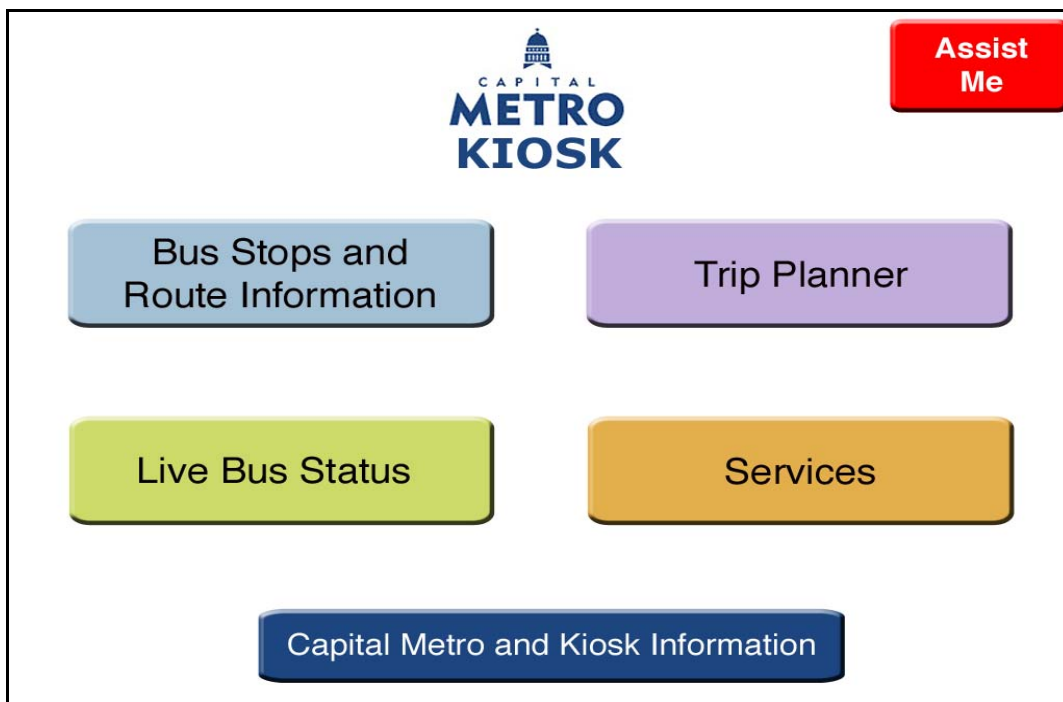 CAPITAL
METRO
KIOSK
Assist
Me
Bus Stops and
Route Information
Trip Planner
Live Bus Status
Services
Capital Metro and Kiosk Information